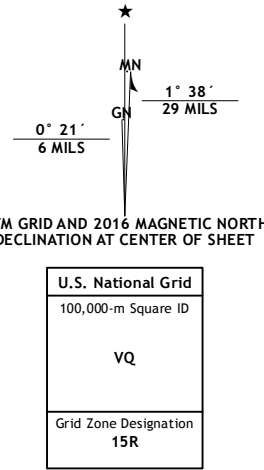 MN
GN
1° 38´
29 MILS
0° 21´
6 MILS
GRID AND 2016 MAGNETIC NORTH
DECLINATION AT CENTER OF SHEET
U.S. National Grid
100,000-m Square ID
VQ
Grid Zone Designation
15R